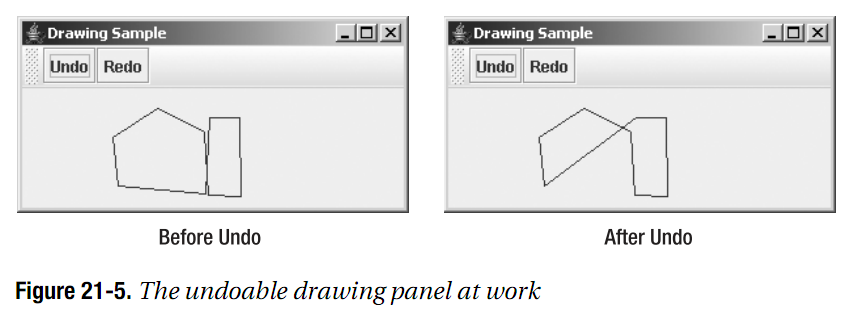 Drawing Sample
Undo Redo
Drawing Sample
Undo Redo
Before Undo
After Undo
Figure 21-5. The undoable drawing panel at work